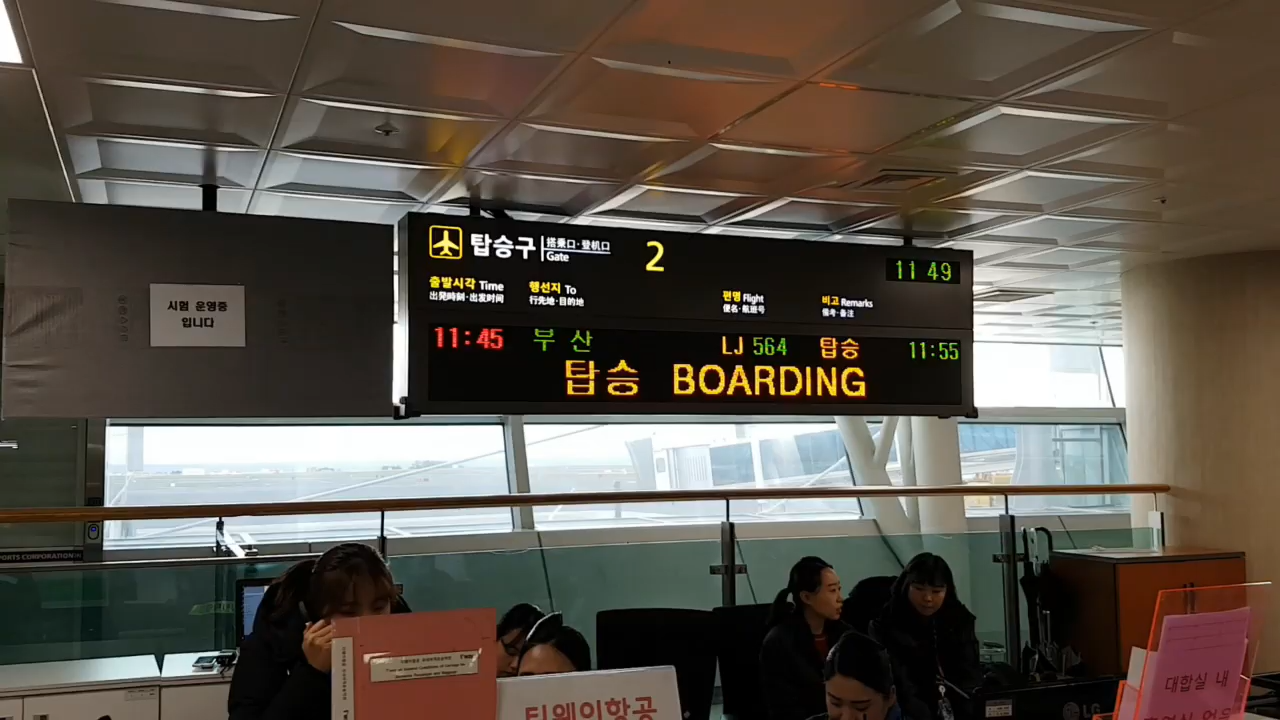 탑승구 搭乗口·登机口
Gate
2
11 49
출발시각 Time
出発時刻·出发时间
행선지 To
行先地·目的地
편명 Flight
便名·航班号
비고 Remarks
備考·备注
11:45 부 산 LJ 564 탑승 11:55
탑승 BOARDING
시험 운영중
입니다
PORTS CORPORATION
티웨이항공
LG
대합실 내